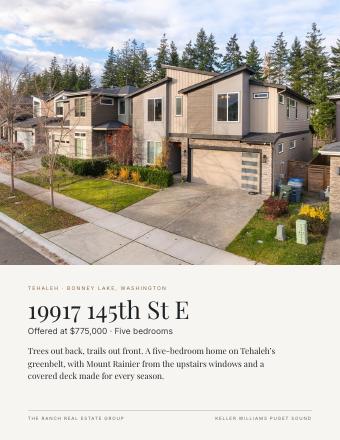 TEHALEH · BONNEY LAKE, WASHINGTON
19917 145th St E
Offered at $775,000 · Five bedrooms
Trees out back, trails out front. A five-bedroom home on Tehaleh's
greenbelt, with Mount Rainier from the upstairs windows and a
covered deck made for every season.
THE RANCH REAL ESTATE GROUP
KELLER WILLIAMS PUGET SOUND